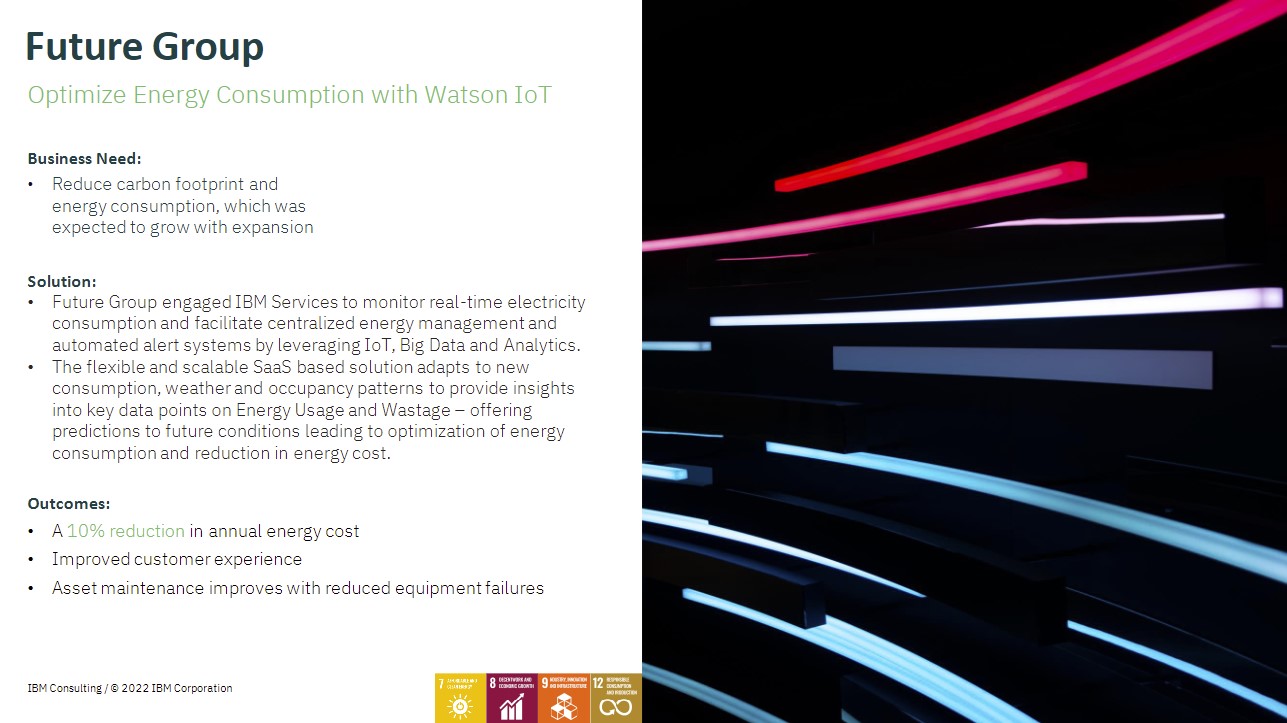 Future Group
Optimize Energy Consumption with Watson IoT
Business Need:
• Reduce carbon footprint and
energy consumption, which was
expected to grow with expansion
Solution:
• Future Group engaged IBM Services to monitor real-time electricity
consumption and facilitate centralized energy management and
automated alert systems by leveraging IoT, Big Data and Analytics.
• The flexible and scalable SaaS based solution adapts to new
consumption, weather and occupancy patterns to provide insights
into key data points on Energy Usage and Wastage – offering
predictions to future conditions leading to optimization of energy
consumption and reduction in energy cost.
Outcomes:
• A 10% reduction in annual energy cost
• Improved customer experience
• Asset maintenance improves with reduced equipment failures
IBM Consulting / © 2022 IBM Corporation
7
8 DECENT WORK AND
ECONOMIC GROWTH
9 INDUSTRY, INNOVATION
AND INFRASTRUCTURE
12 RESPONSIBLE
CONSUMPTION
AND PRODUCTION